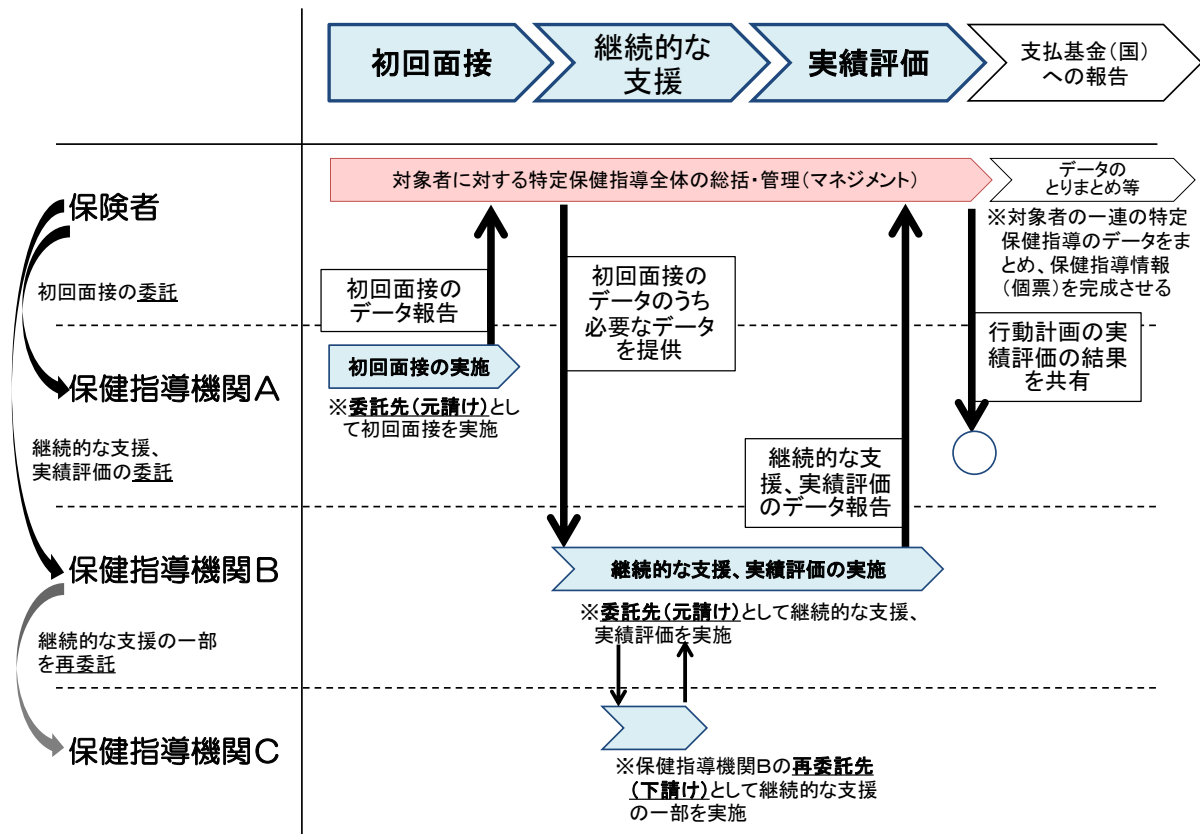 初回面接
継続的な
支援
実績評価
支払基金(国)
への報告
保険者
対象者に対する特定保健指導全体の総括・管理(マネジメント)
データの
とりまとめ等
※対象者の一連の特定
保健指導のデータをま
とめ、保健指導情報
(個票)を完成させる
初回面接の委託
初回面接の
データ報告
初回面接の
データのうち
必要なデータ
を提供
行動計画の実
績評価の結果
を共有
保健指導機関A
初回面接の実施
※委託先(元請け)とし
て初回面接を実施
継続的な支援、
実績評価の委託
継続的な支
援、実績評価
のデータ報告
保健指導機関B
継続的な支援、実績評価の実施
※委託先(元請け)として継続的な支援、
実績評価を実施
継続的な支援の一部
を再委託
保健指導機関C
※保健指導機関Bの再委託先
(下請け)として継続的な支援
の一部を実施